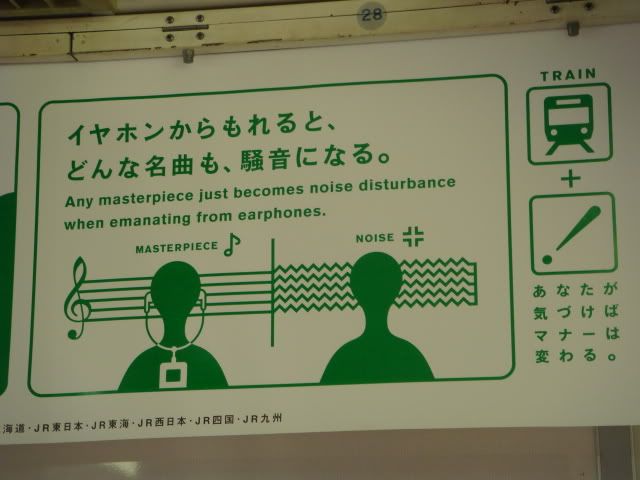 28
イヤホンからもれると、
どんな名曲も、騒音になる。
Any masterpiece just becomes noise disturbance
when emanating from earphones.
MASTERPIECE
NOISE
TRAIN
+
あなたが
気づけば
マナーは
変わる。
海道・JR東日本・JR東海・JR西日本・JR四国・JR九州